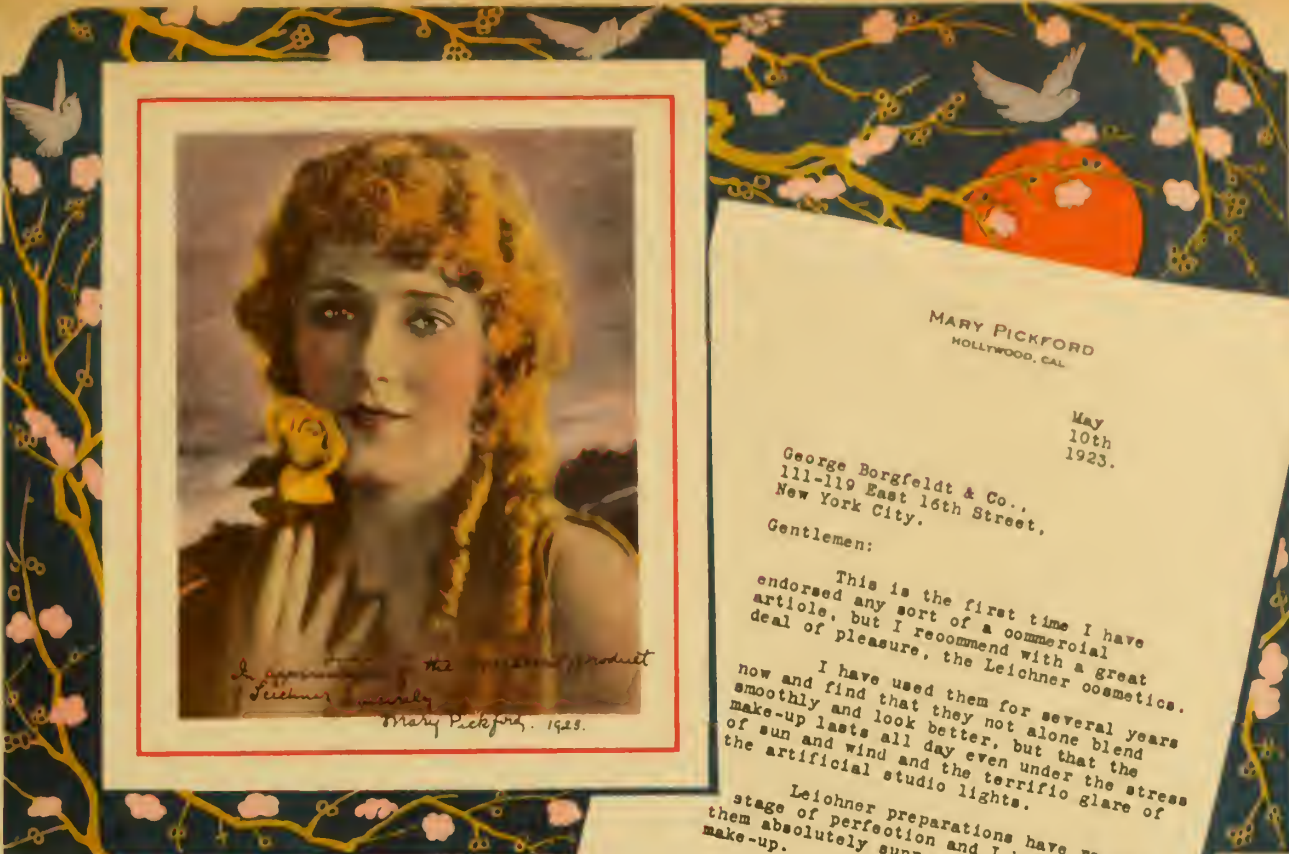 In the product
Leichner sincerely
Mary Pickford. 1923.
MARY PICKFORD
HOLLYWOOD, CAL.
May
10th
1923.
George Borgfeldt & Co.,
111-119 East 16th Street,
New York City.
Gentlemen:
This is the first time I have
endorsed any sort of a commercial
article, but I recommend with a great
deal of pleasure, the Leichner cosmetics.
I have used them for several years
now and find that they not alone blend
smoothly and look better, but that the
make-up lasts all day even under the stress
of sun and wind and the terrific glare of
the artificial studio lights.
Leichner preparations have
stage of perfection and I
them absolutely
make-up.